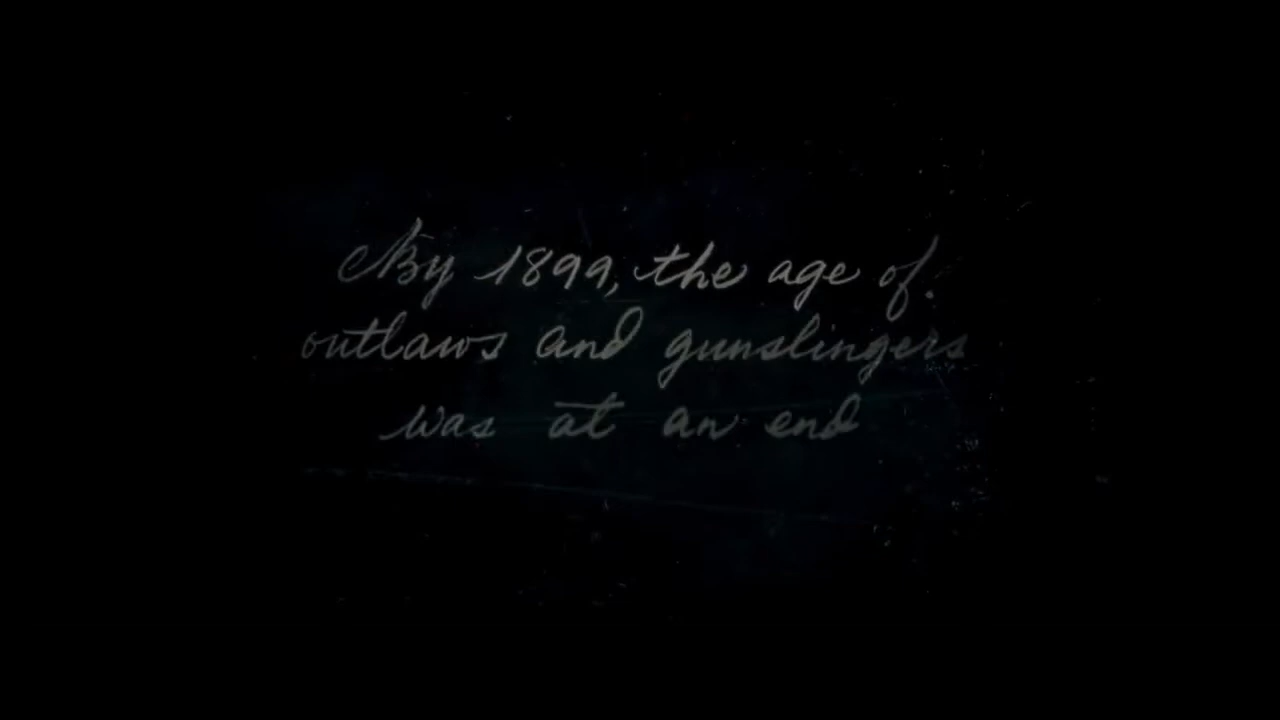 By 1899, the age of
outlaws and gunslingers
was at an end